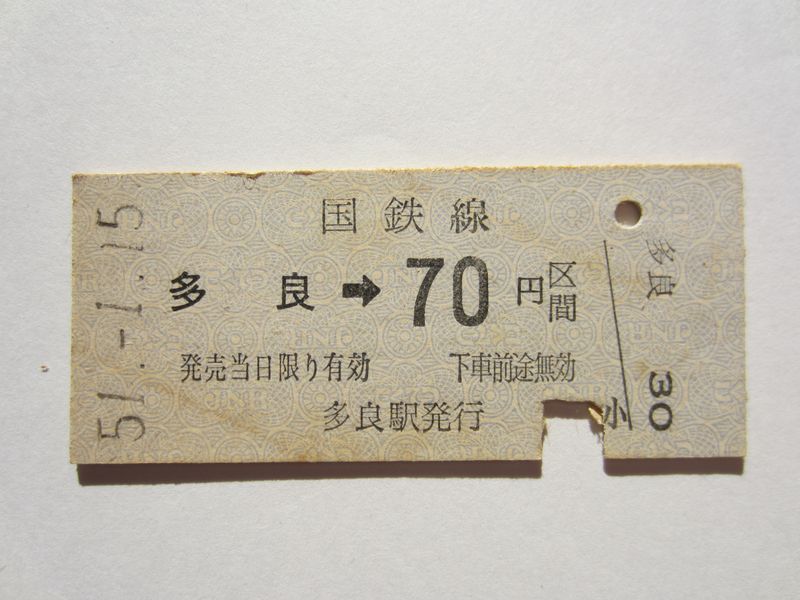 51.-1.15
国鉄線
多良➡70円区間
発売当日限り有効 下車前途無効
多良駅発行
多良
小
30